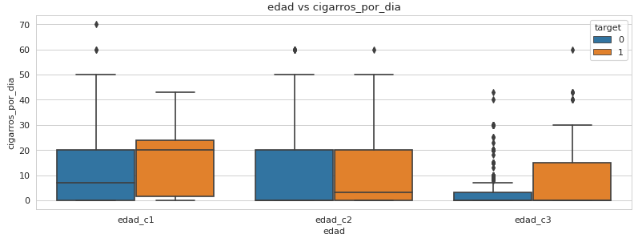 edad vs cigarros_por_dia
target
0
1
cigarros_por_dia
70
60
50
40
30
20
10
0
edad_c1
edad_c2
edad_c3
edad